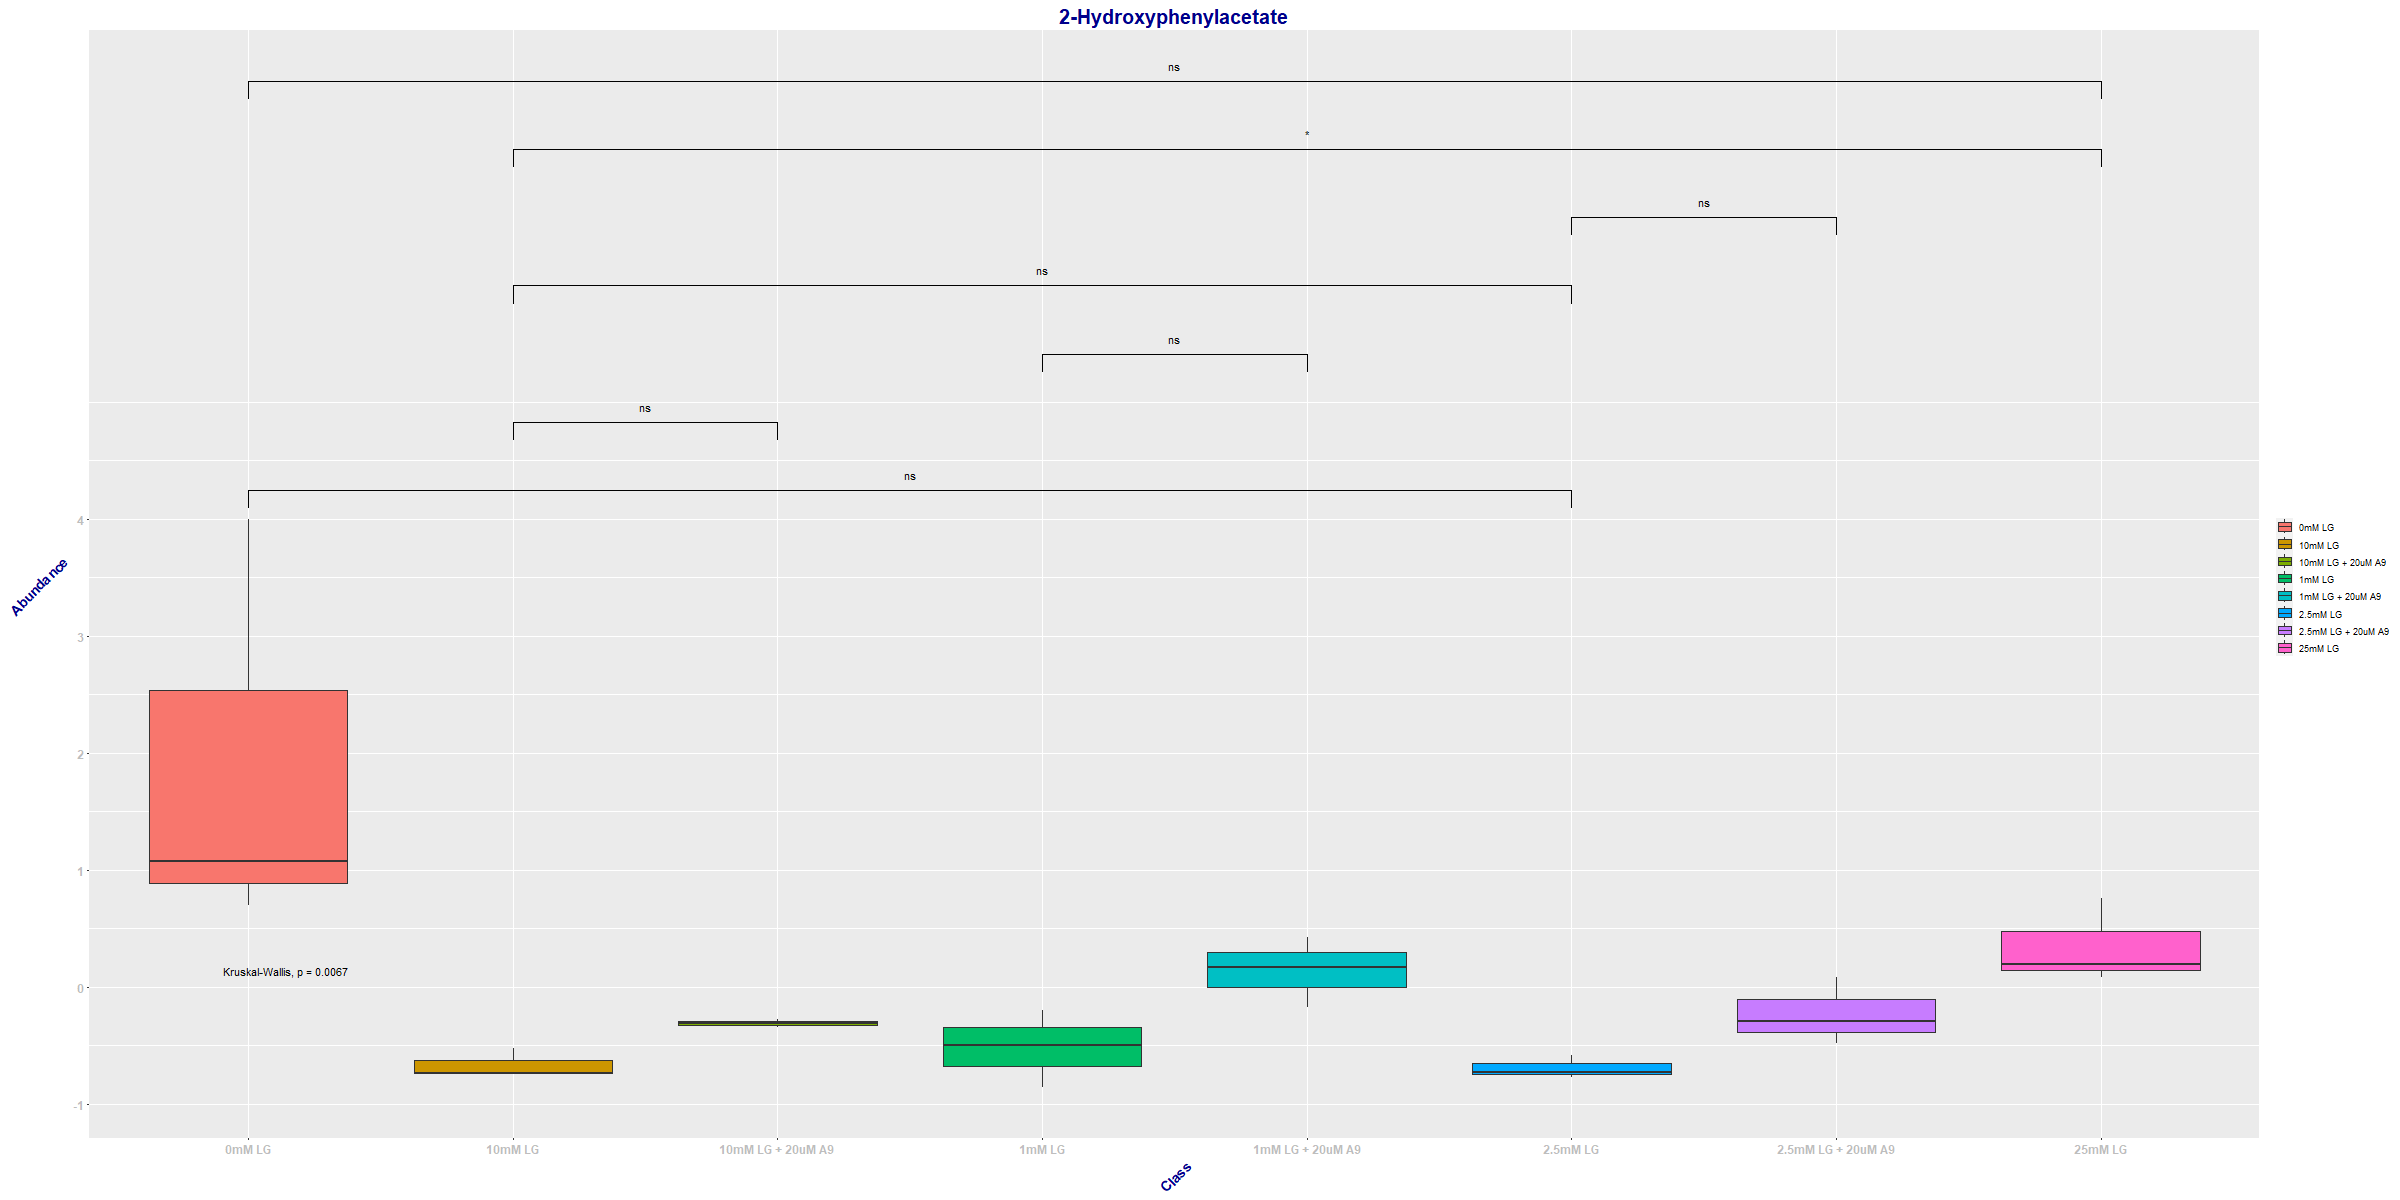 2-Hydroxyphenylacetate
ns
*
ns
ns
ns
ns
ns
4
3
2
1
0
-1
Abundance
Kruskal-Wallis, p = 0.0067
0mM LG
10mM LG
10mM LG + 20uM A9
1mM LG
1mM LG + 20uM A9
2.5mM LG
2.5mM LG + 20uM A9
25mM LG
Class
0mM LG
10mM LG
10mM LG + 20uM A9
1mM LG
1mM LG + 20uM A9
2.5mM LG
2.5mM LG + 20uM A9
25mM LG